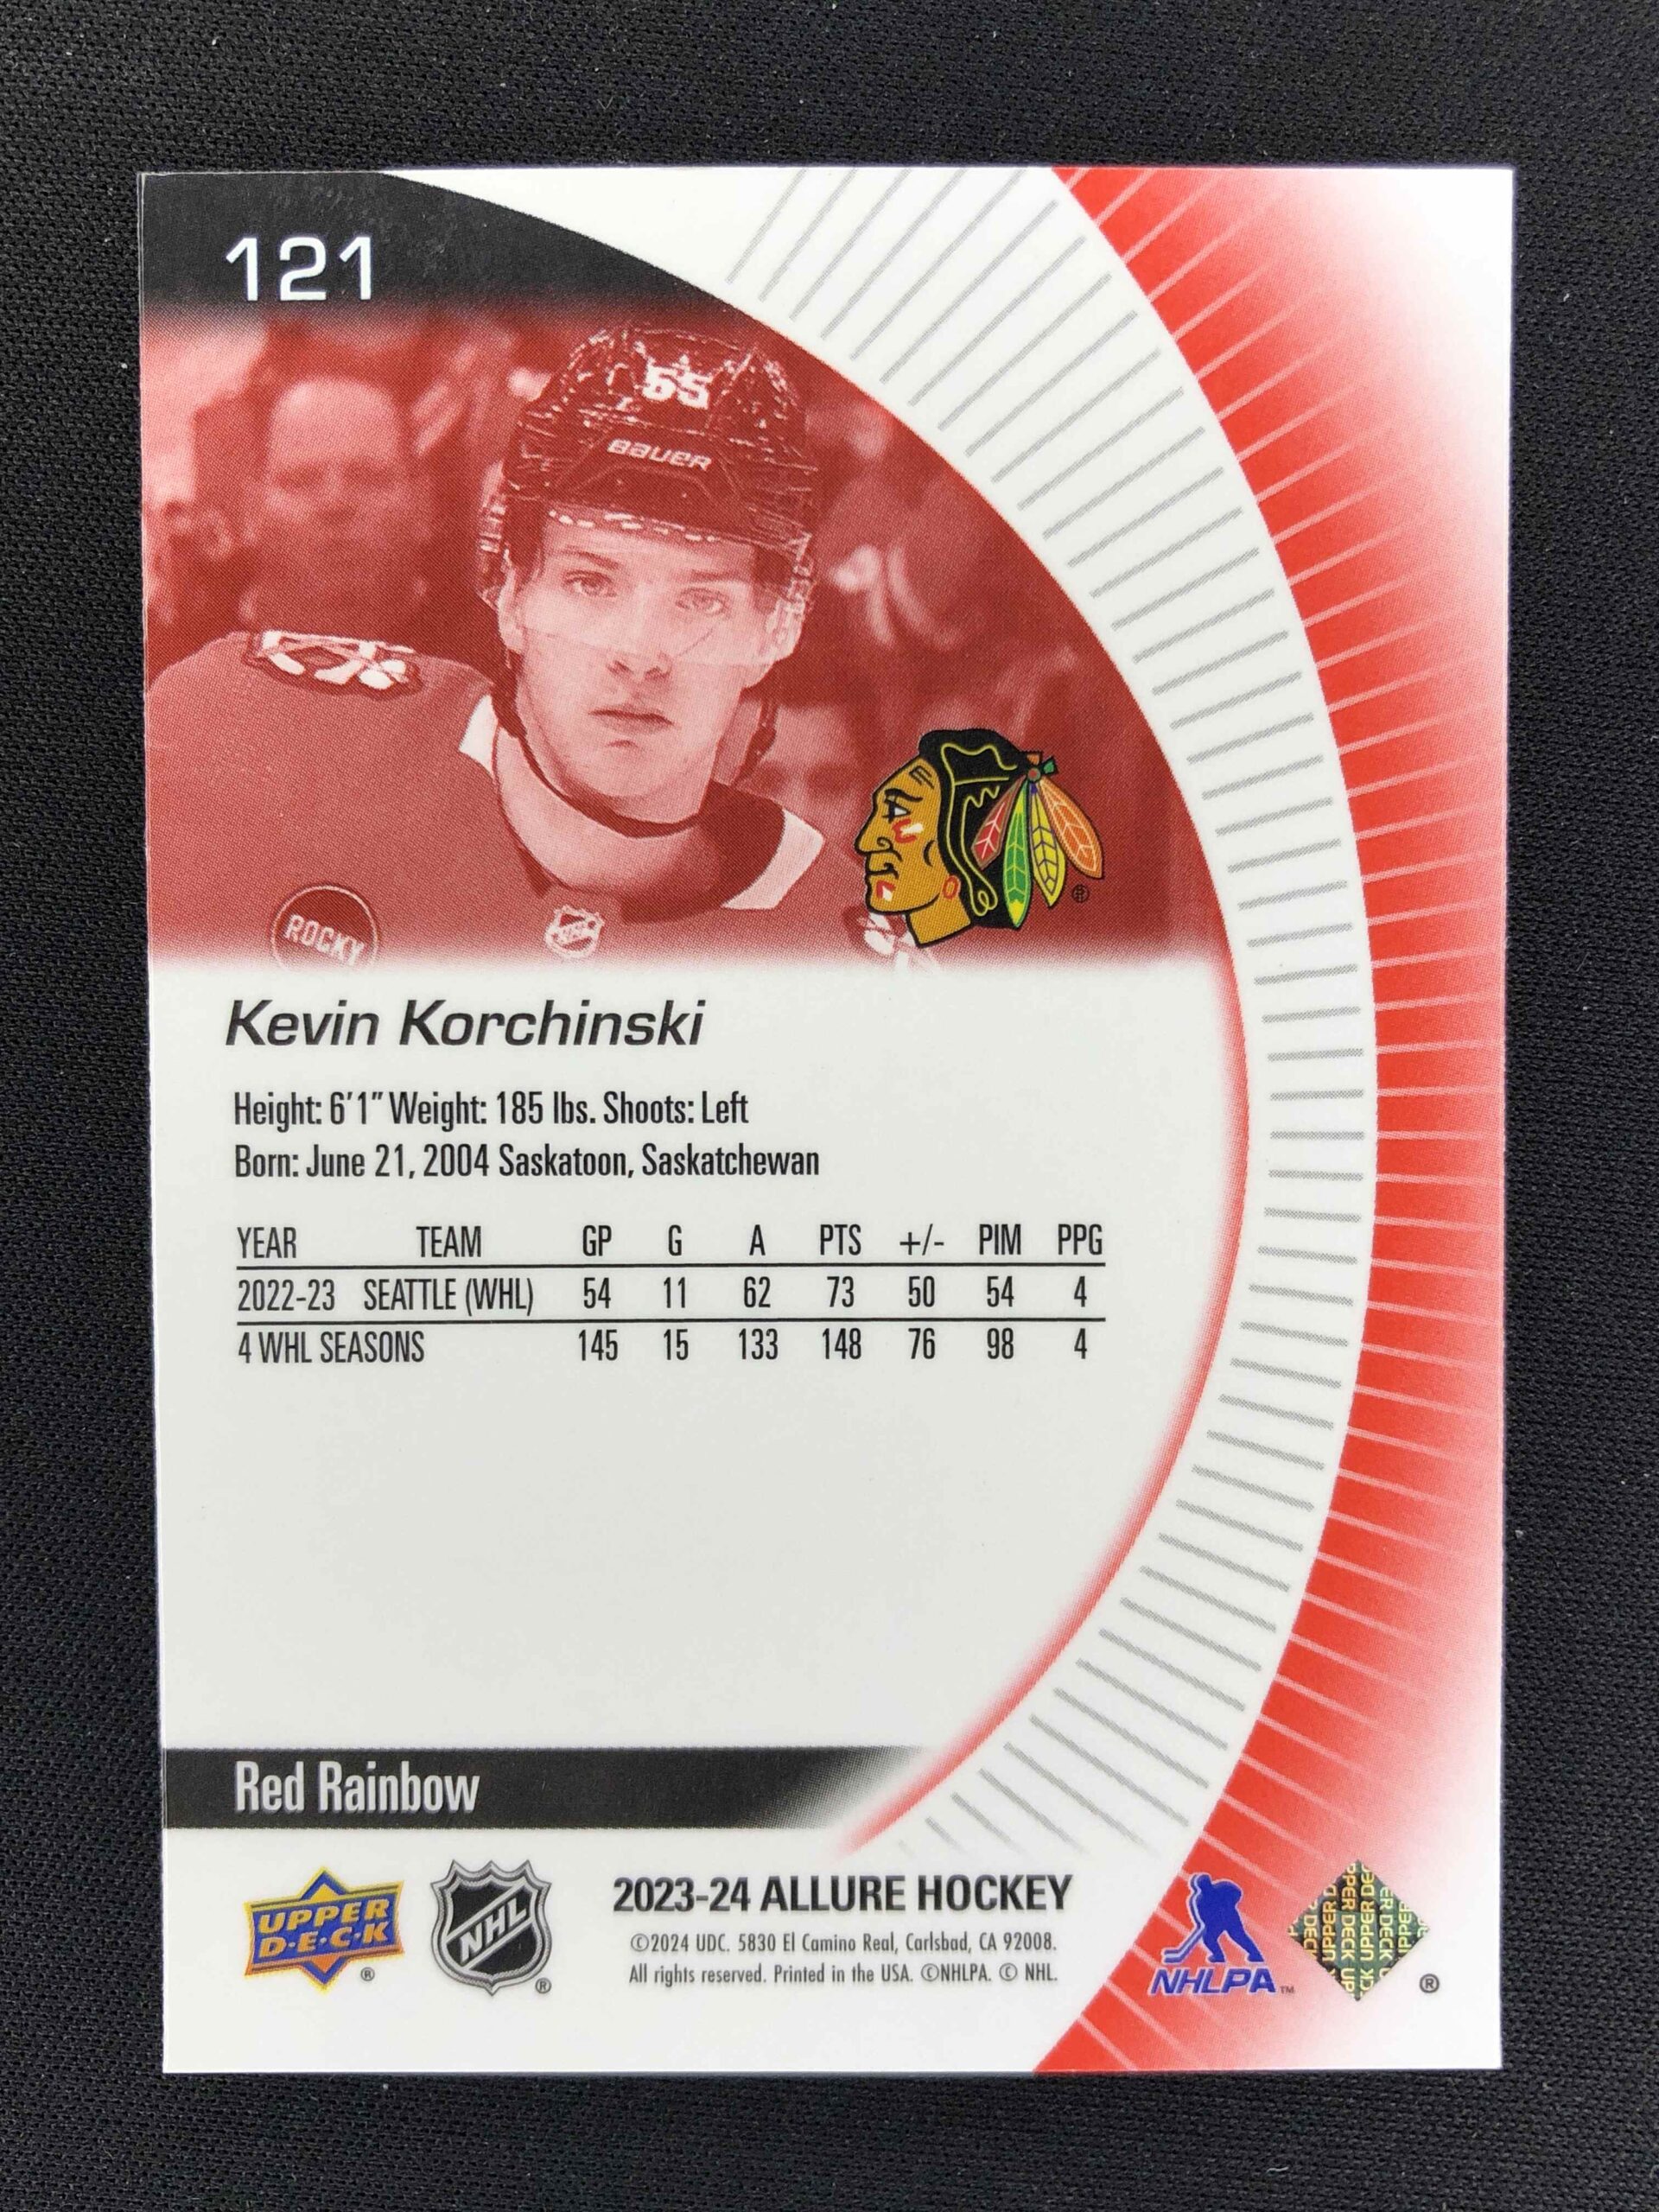 121
55
BAUER
ROCKY
Kevin Korchinski
Height: 6'1" Weight: 185 lbs. Shoots: Left
Born: June 21, 2004 Saskatoon, Saskatchewan
YEAR TEAM GP G A PTS +/- PIM PPG
2022-23 SEATTLE (WHL) 54 11 62 73 50 54 4
4 WHL SEASONS 145 15 133 148 76 98 4
Red Rainbow
UPPER
D•E•C•K
®
NHL
®
2023-24 ALLURE HOCKEY
©2024 UDC. 5830 El Camino Real, Carlsbad, CA 92008.
All rights reserved. Printed in the USA. ©NHLPA. © NHL.
NHLPA™
UPPER DECK
®